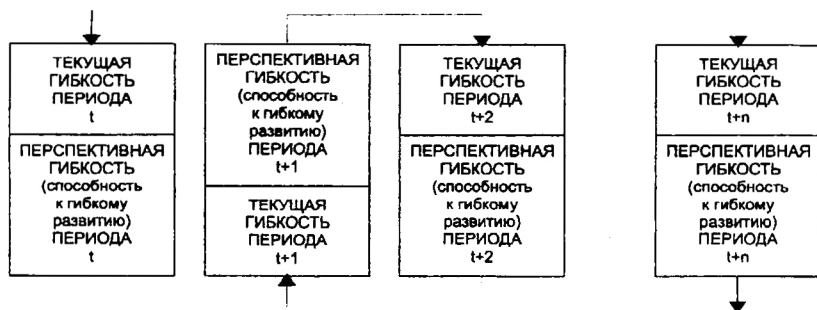 ТЕКУЩАЯ
ГИБКОСТЬ
ПЕРИОДА
t
ПЕРСПЕКТИВНАЯ
ГИБКОСТЬ
(способность
к гибкому
развитию)
ПЕРИОДА
t
ПЕРСПЕКТИВНАЯ
ГИБКОСТЬ
(способность
к гибкому
развитию)
ПЕРИОДА
t+1
ТЕКУЩАЯ
ГИБКОСТЬ
ПЕРИОДА
t+1
ТЕКУЩАЯ
ГИБКОСТЬ
ПЕРИОДА
t+2
ПЕРСПЕКТИВНАЯ
ГИБКОСТЬ
(способность
к гибкому
развитию)
ПЕРИОДА
t+2
ТЕКУЩАЯ
ГИБКОСТЬ
ПЕРИОДА
t+n
ПЕРСПЕКТИВНАЯ
ГИБКОСТЬ
(способность
к гибкому
развитию)
ПЕРИОДА
t+n